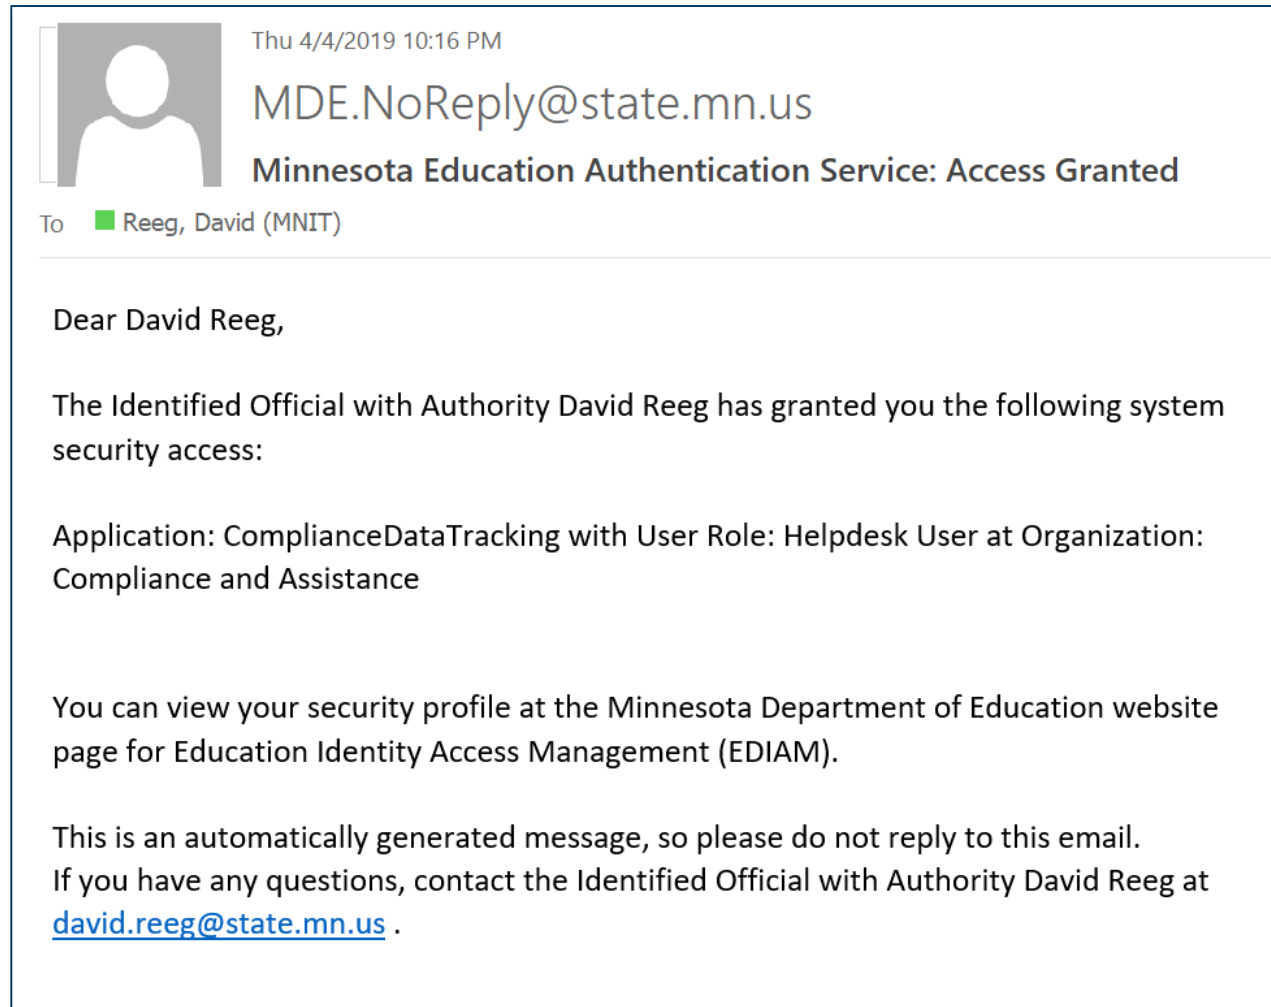 Thu 4/4/2019 10:16 PM
MDE.NoReply@state.mn.us
Minnesota Education Authentication Service: Access Granted
To Reeg, David (MNIT)
Dear David Reeg,
The Identified Official with Authority David Reeg has granted you the following system
security access:
Application: ComplianceDataTracking with User Role: Helpdesk User at Organization:
Compliance and Assistance
You can view your security profile at the Minnesota Department of Education website
page for Education Identity Access Management (EDIAM).
This is an automatically generated message, so please do not reply to this email.
If you have any questions, contact the Identified Official with Authority David Reeg at
david.reeg@state.mn.us .